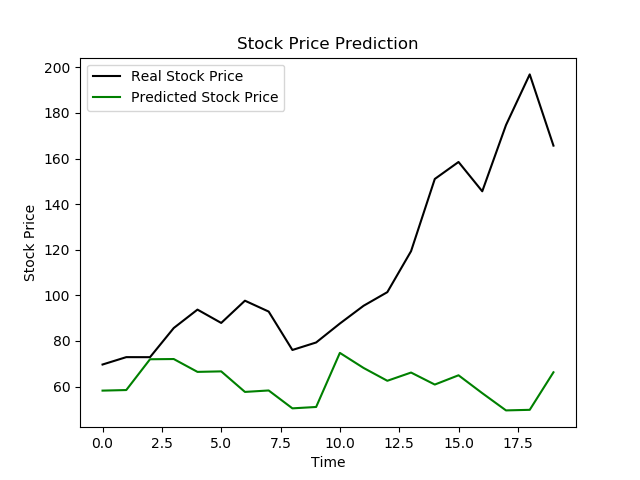 Stock Price Prediction
Real Stock Price
Predicted Stock Price
Stock Price
200
180
160
140
120
100
80
60
0.0 2.5 5.0 7.5 10.0 12.5 15.0 17.5
Time